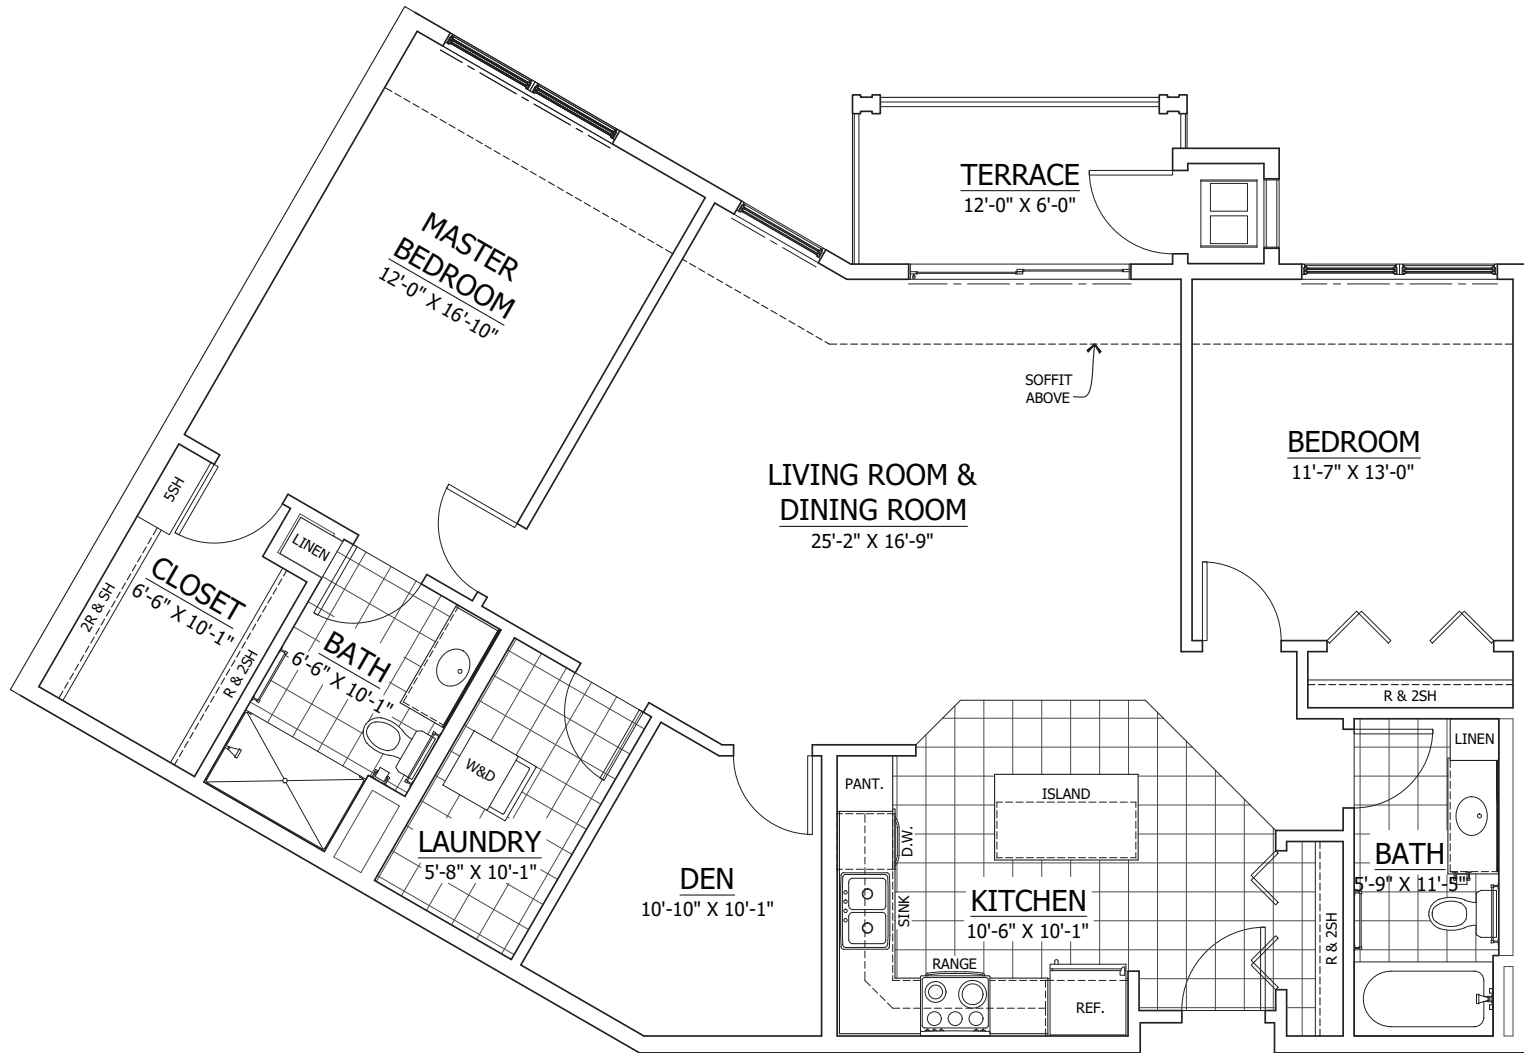 MASTER
BEDROOM
12'-0" X 16'-10"
TERRACE
12'-0" X 6'-0"
SOFFIT
ABOVE
BEDROOM
11'-7" X 13'-0"
LIVING ROOM &
DINING ROOM
25'-2" X 16'-9"
5SH
LINEN
CLOSET
6'-6" X 10'-1"
2R & SH
R & 2SH
BATH
6'-6" X 10'-1"
W&D
LAUNDRY
5'-8" X 10'-1"
DEN
10'-10" X 10'-1"
PANT.
D.W.
SINK
ISLAND
KITCHEN
10'-6" X 10'-1"
RANGE
REF.
R & 2SH
R & 2SH
LINEN
BATH
5'-9" X 11'-5"